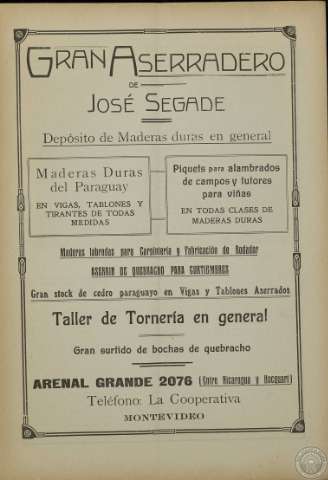 GRAN ASERRADERO
DE
JOSÉ SEGADE
Depósito de Maderas duras en general
Maderas Duras
del Paraguay
EN VIGAS, TABLONES Y
TIRANTES DE TODAS
MEDIDAS
Piquets para alambrados
de campos y tutores
para viñas
EN TODAS CLASES DE
MADERAS DURAS
Maderas labradas para Carpintería y Fabricación de Rodados
ASERRIN DE QUEBRACHO PARA CURTIEMBRES
Gran stock de cedro paraguayo en Vigas y Tablones Aserrados
Taller de Tornería en general
Gran surtido de bochas de quebracho
ARENAL GRANDE 2076 (Entre Nicaragua y
Teléfono: La Cooperativa
MONTEVIDEO